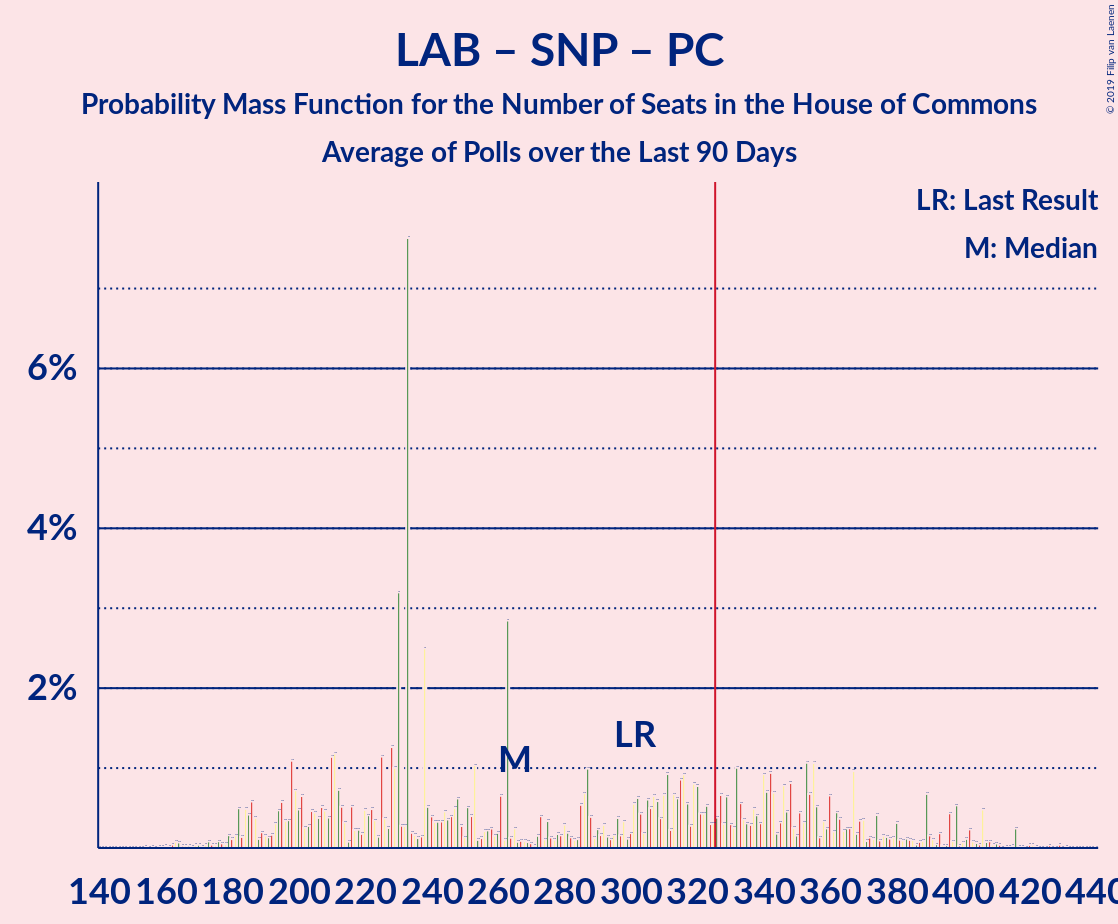 LAB – SNP – PC
Probability Mass Function for the Number of Seats in the House of Commons
Average of Polls over the Last 90 Days
© 2019 Filip van Laenen
LR: Last Result
M: Median
6%
4%
2%
LR
M
140 160 180 200 220 240 260 280 300 320 340 360 380 400 420 440